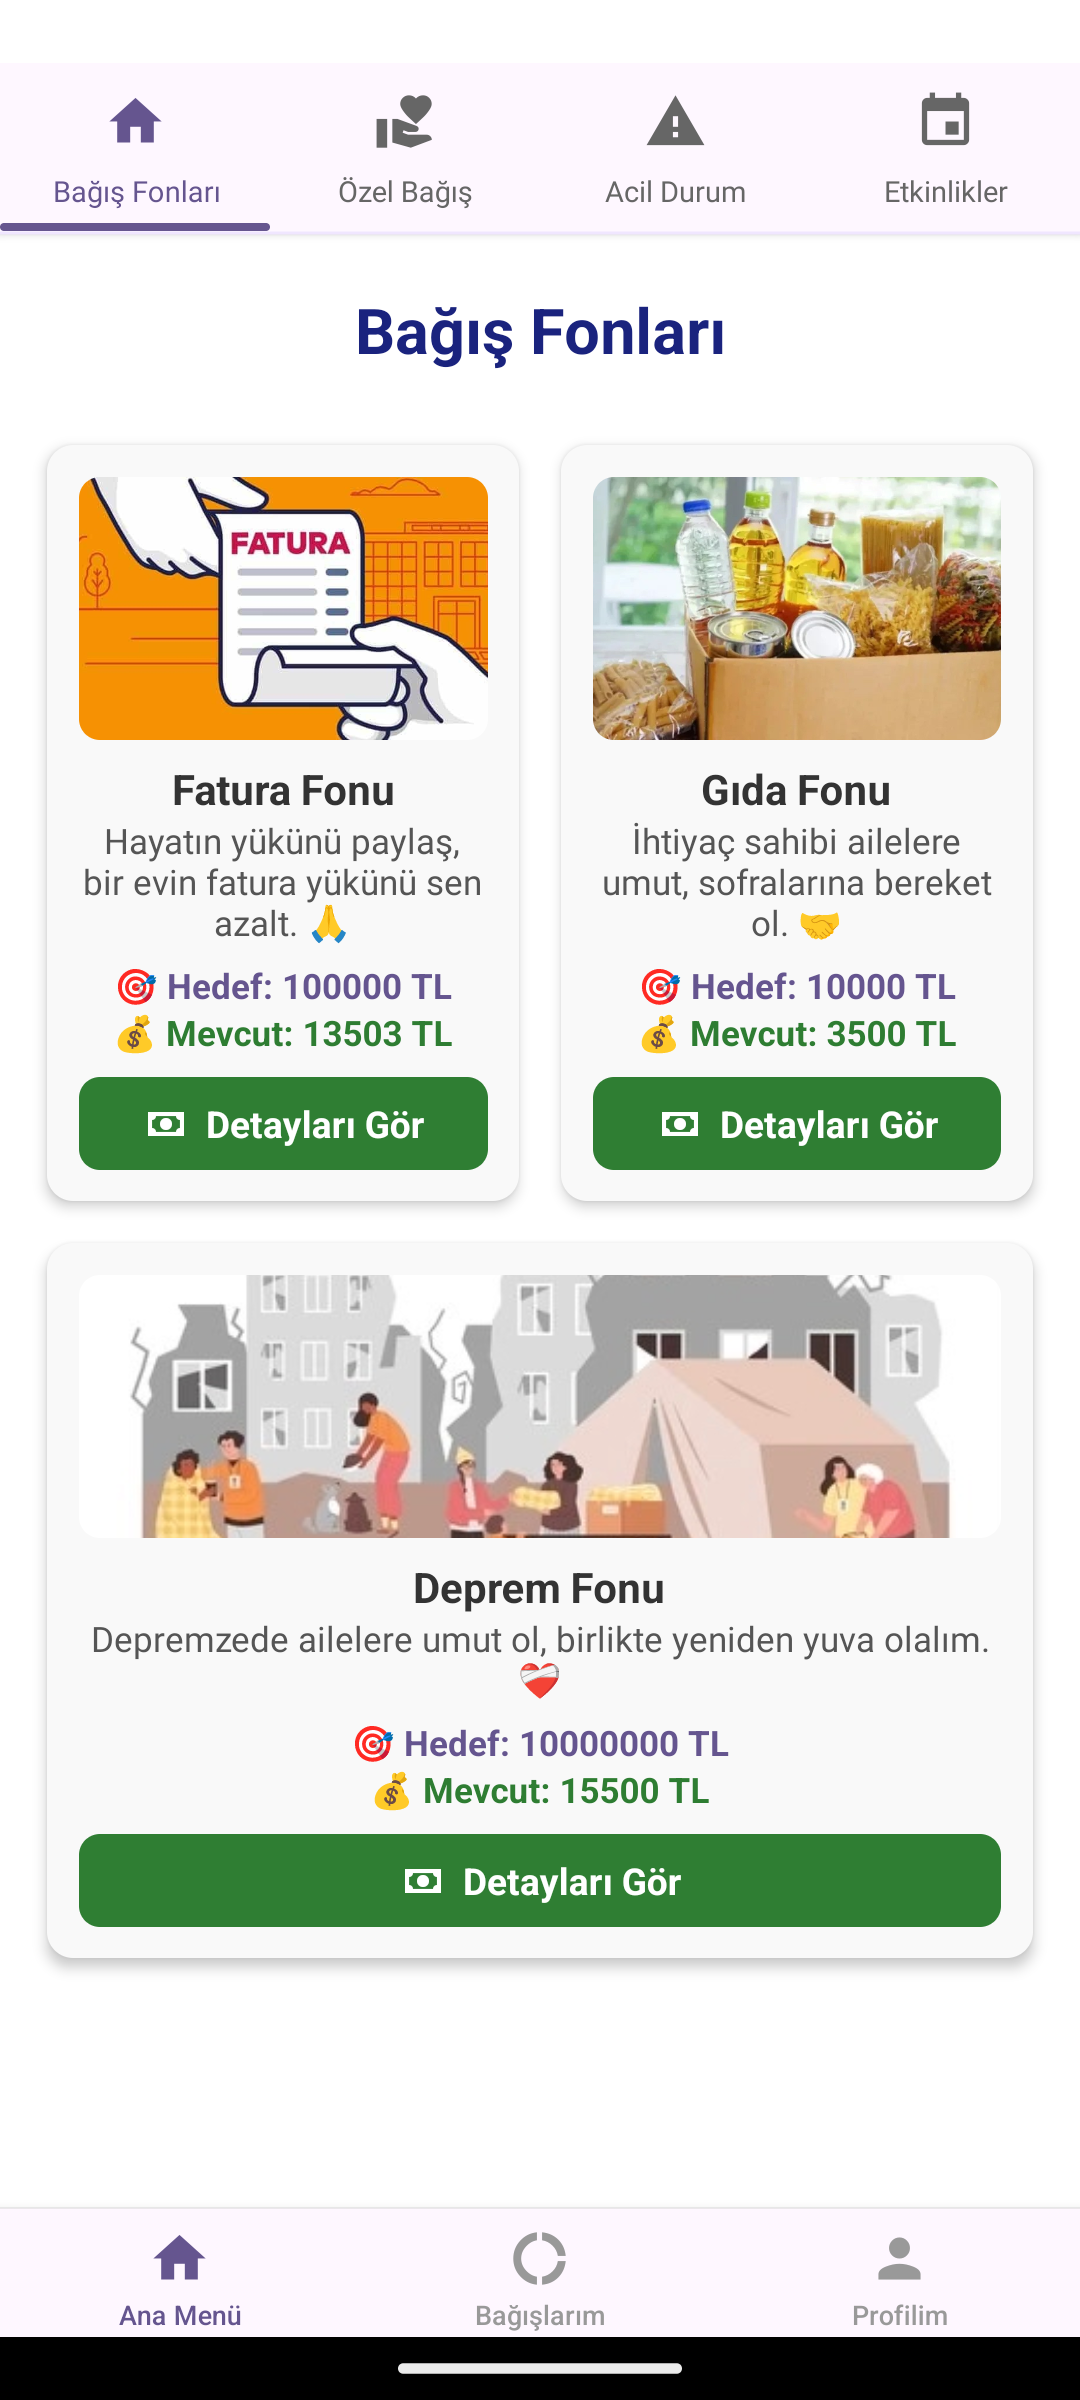 Bağış Fonları
Özel Bağış
Acil Durum
Etkinlikler
Bağış Fonları
FATURA
Fatura Fonu
Hayatın yükünü paylaş,
bir evin fatura yükünü sen
azalt. 🙏
🎯 Hedef: 100000 TL
💰 Mevcut: 13503 TL
Detayları Gör
Gıda Fonu
İhtiyaç sahibi ailelere
umut, sofralarına bereket
ol. 🤝
🎯 Hedef: 10000 TL
💰 Mevcut: 3500 TL
Detayları Gör
Deprem Fonu
Depremzede ailelere umut ol, birlikte yeniden yuva olalım.
❤️‍🩹
🎯 Hedef: 10000000 TL
💰 Mevcut: 15500 TL
Detayları Gör
Ana Menü
Bağışlarım
Profilim